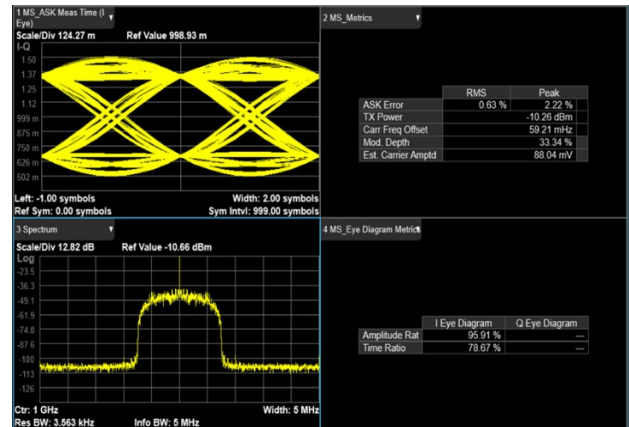 1 MS_ASK Meas Time (I Eye)
Scale/Div 124.27 m Ref Value 998.93 m
I-Q
1.50
1.37
1.25
1.12
999 m
875 m
750 m
626 m
502 m
Left: -1.00 symbols Width: 2.00 symbols
Ref Sym: 0.00 symbols Sym Intvl: 999.00 symbols
2 MS_Metrics
RMS Peak
ASK Error 0.63 % 2.22 %
TX Power -10.26 dBm
Carr Freq Offset 59.21 mHz
Mod. Depth 33.34 %
Est. Carrier Amptd 88.04 mV
3 Spectrum
Scale/Div 12.82 dB Ref Value -10.66 dBm
Log
-23.5
-36.3
-49.1
-61.9
-74.8
-87.6
-100
-113
-126
Ctr: 1 GHz Width: 5 MHz
Res BW: 3.563 kHz Info BW: 5 MHz
4 MS_Eye Diagram Metrics
I Eye Diagram Q Eye Diagram
Amplitude Rat 95.91 % ---
Time Ratio 78.67 % ---